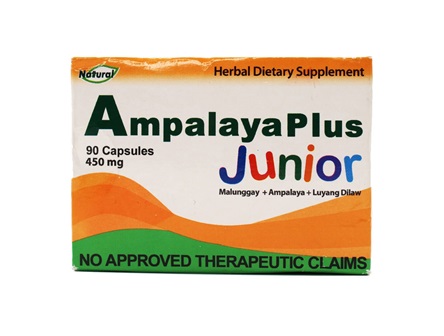 Natural
Herbal Dietary Supplement
AmpalayaPlus
90 Capsules
450 mg
Junior
Malunggay + Ampalaya + Luyang Dilaw
NO APPROVED THERAPEUTIC CLAIMS